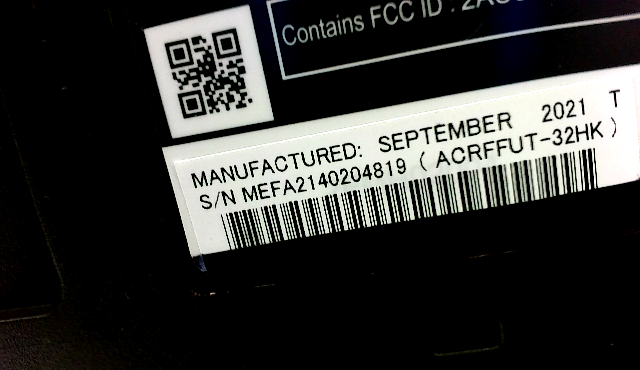 Contains FCC ID :
MANUFACTURED: SEPTEMBER 2021 T
S/N MEFA2140204819 ( ACRFFUT-32HK )